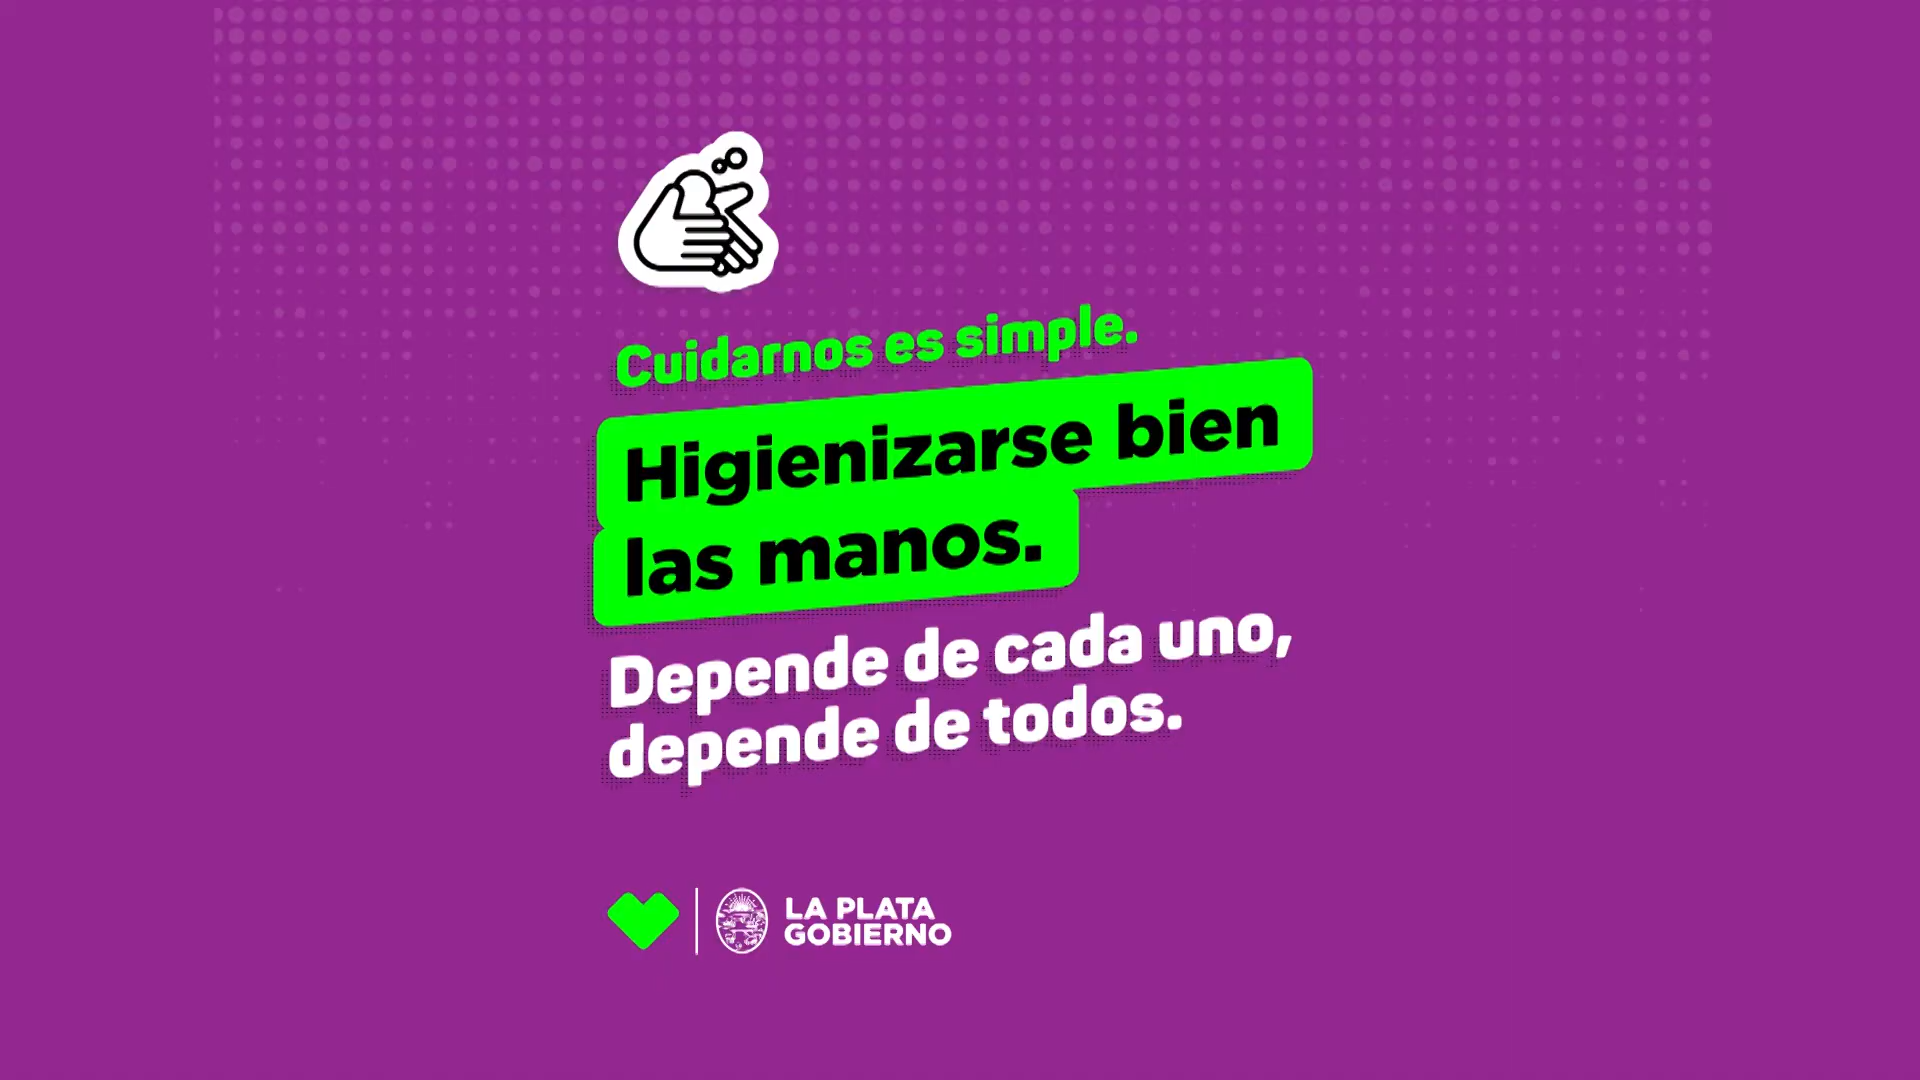 Cuidarnos es simple.
Higienizarse bien
las manos.
Depende de cada uno,
depende de todos.
LA PLATA
GOBIERNO